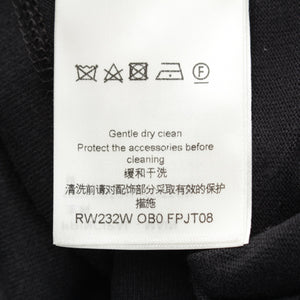 Gentle dry clean
Protect the accessories before
cleaning
缓和干洗
清洗前请对配饰部分采取有效的保护
措施
RW232W OB0 FPJT08